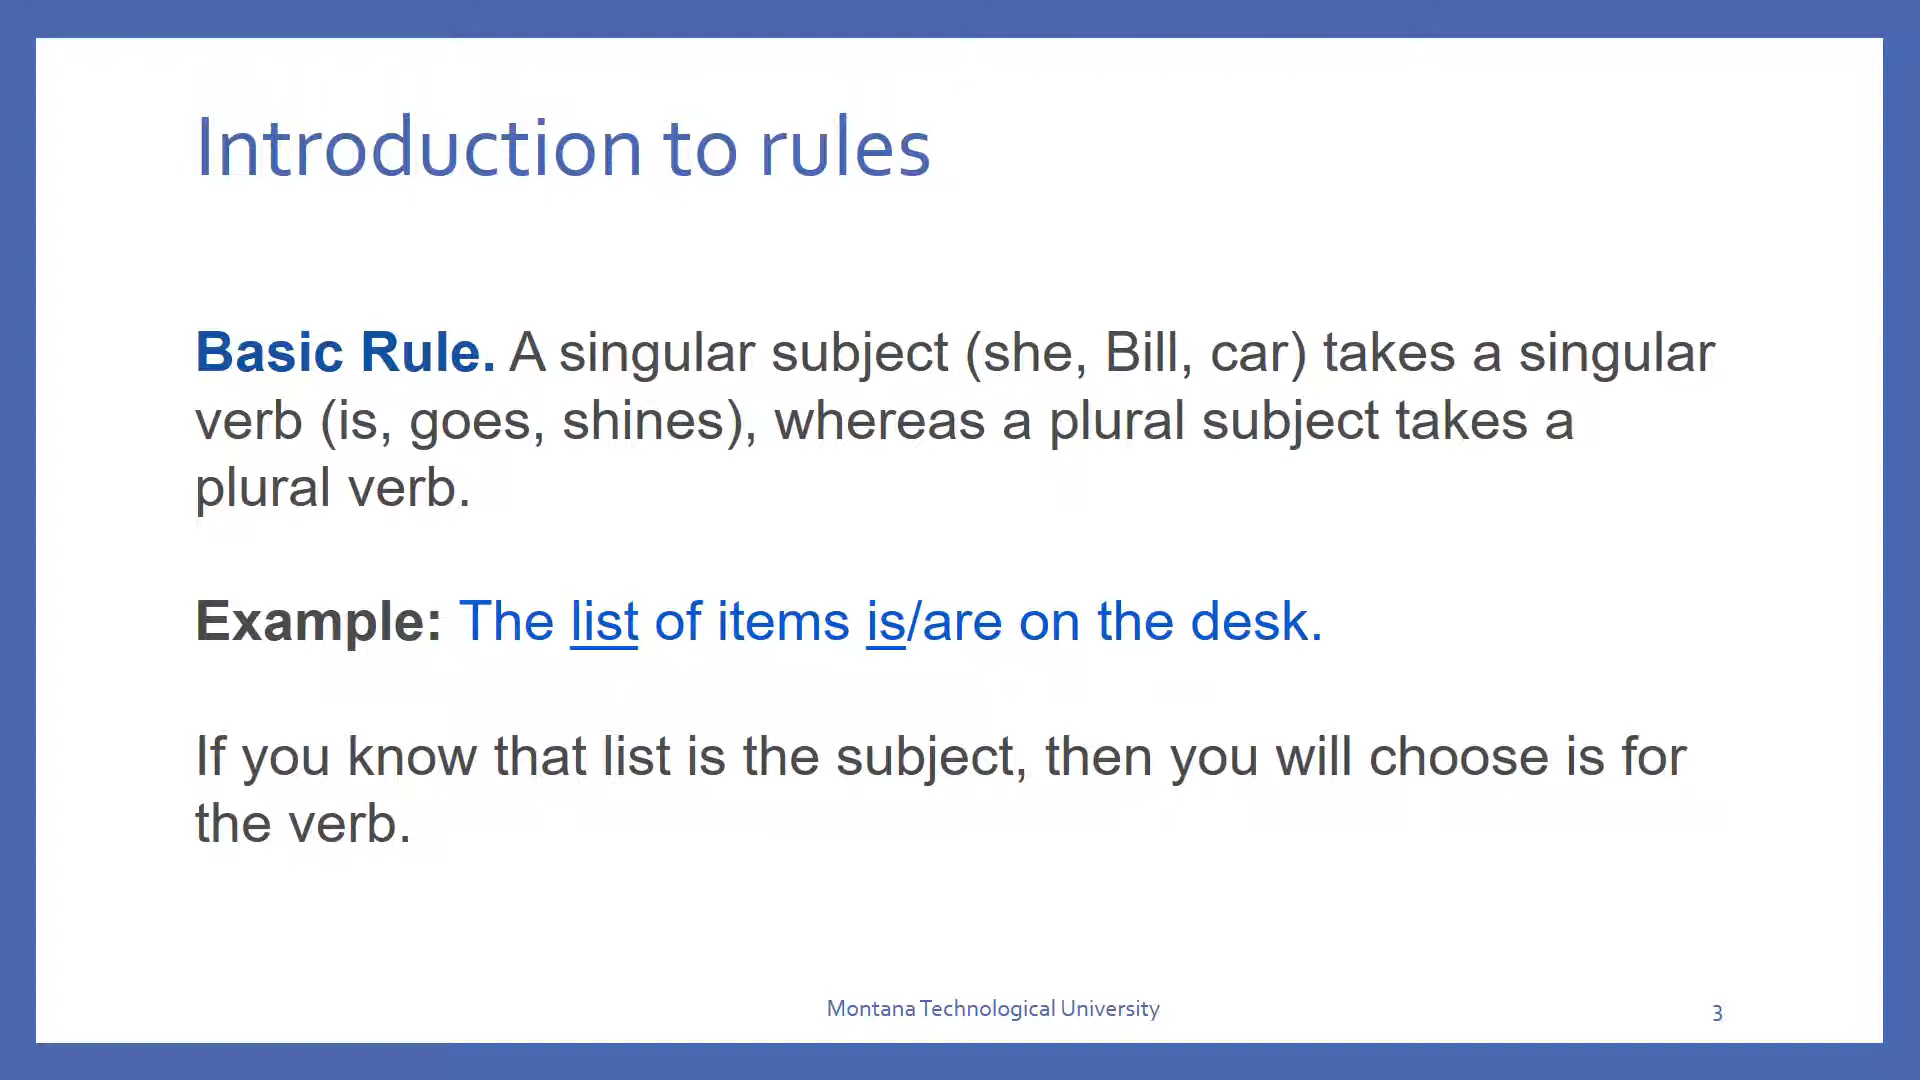 Introduction to rules
Basic Rule. A singular subject (she, Bill, car) takes a singular
verb (is, goes, shines), whereas a plural subject takes a
plural verb.
Example: The list of items is/are on the desk.
If you know that list is the subject, then you will choose is for
the verb.
Montana Technological University
3